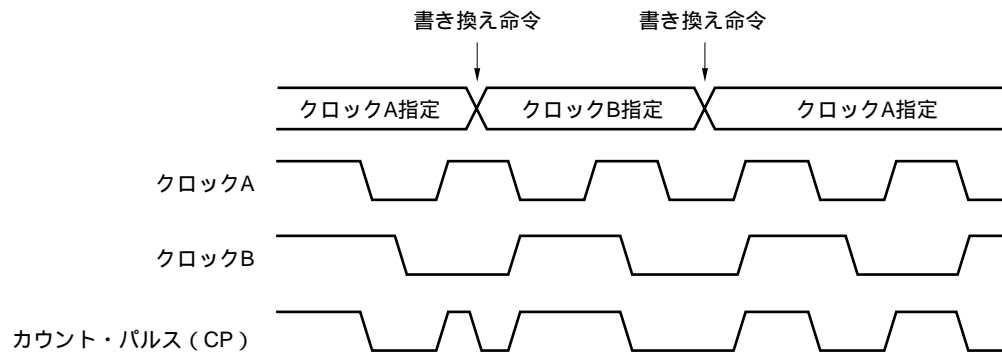 書き換え命令 書き換え命令
クロックA指定 クロックB指定 クロックA指定
クロックA
クロックB
カウント・パルス（CP）